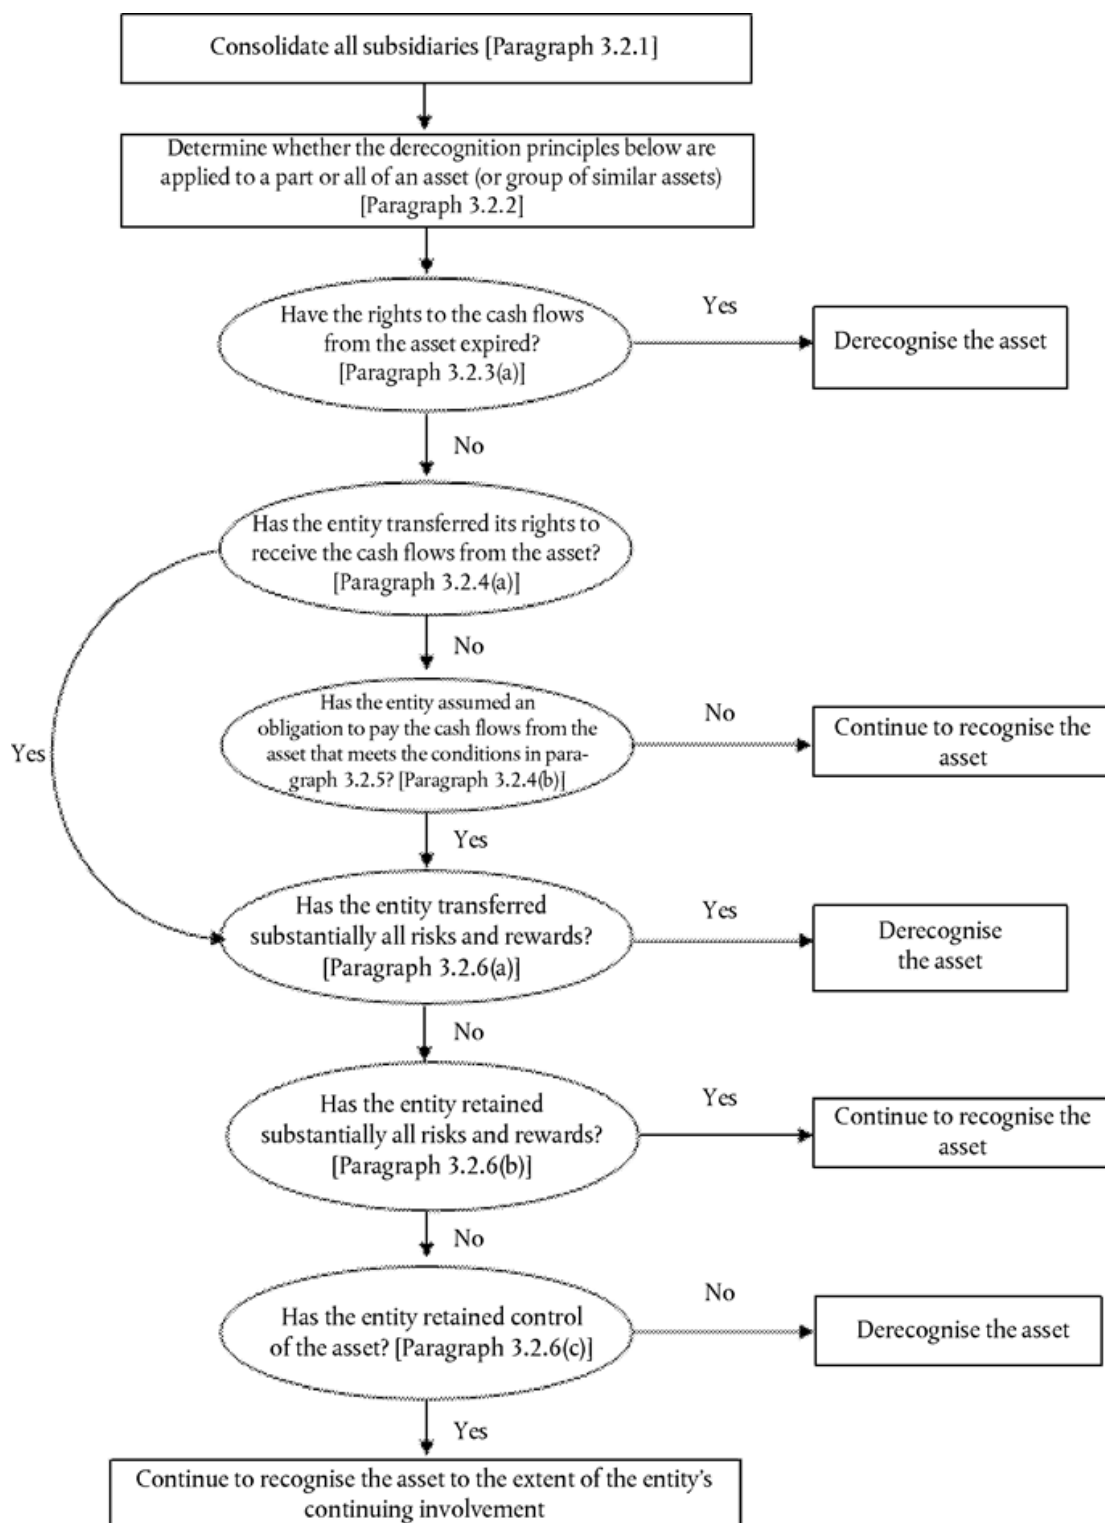 Consolidate all subsidiaries [Paragraph 3.2.1]
Determine whether the derecognition principles below are
applied to a part or all of an asset (or group of similar assets)
[Paragraph 3.2.2]
Have the rights to the cash flows
from the asset expired?
[Paragraph 3.2.3(a)]
Yes
Derecognise the asset
No
Has the entity transferred its rights to
receive the cash flows from the asset?
[Paragraph 3.2.4(a)]
No
Yes
Has the entity assumed an
obligation to pay the cash flows from the
asset that meets the conditions in para-
graph 3.2.5? [Paragraph 3.2.4(b)]
No
Continue to recognise the
asset
Yes
Has the entity transferred
substantially all risks and rewards?
[Paragraph 3.2.6(a)]
Yes
Derecognise
the asset
No
Has the entity retained
substantially all risks and rewards?
[Paragraph 3.2.6(b)]
Yes
Continue to recognise the
asset
No
Has the entity retained control
of the asset? [Paragraph 3.2.6(c)]
No
Derecognise the asset
Yes
Continue to recognise the asset to the extent of the entity's
continuing involvement